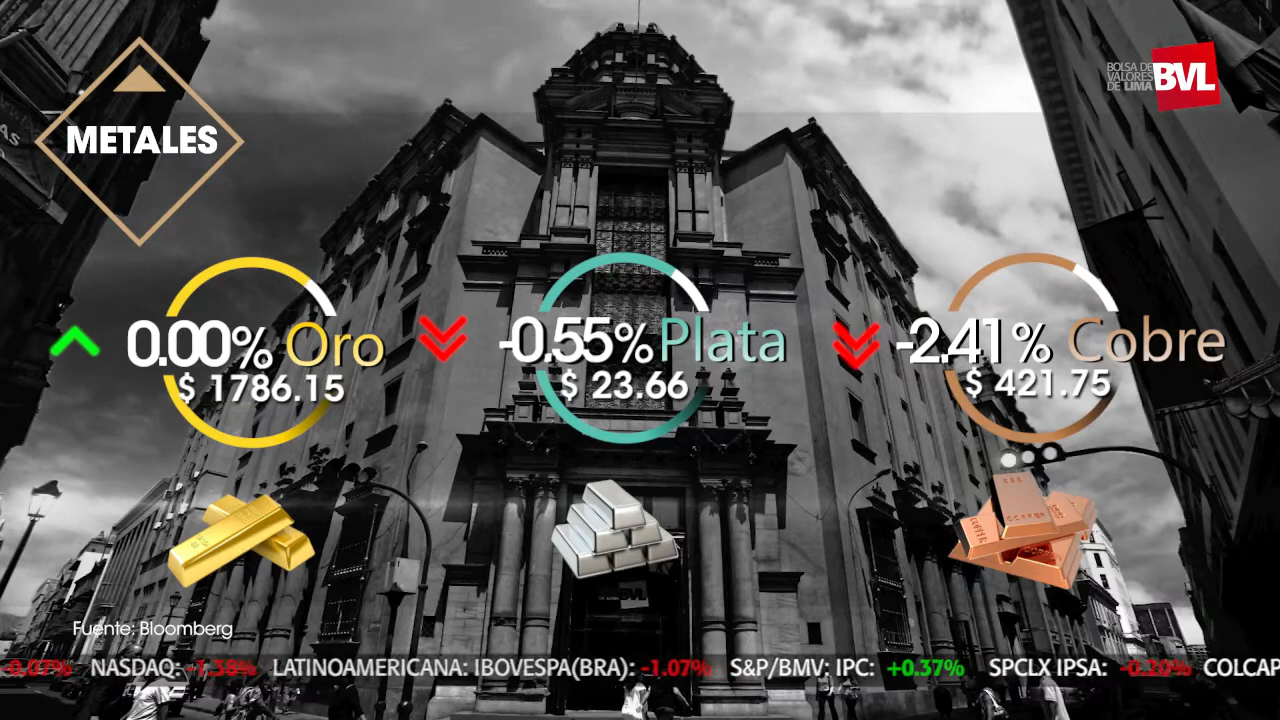 METALES
BOLSA DE
VALORES
DE LIMA
BVL
0.00% Oro
$ 1786.15
-0.55% Plata
$ 23.66
-2.41% Cobre
$ 421.75
BVL
Fuente: Bloomberg
-0.07% NASDAQ: -1.38% LATINOAMERICANA: IBOVESPA(BRA): -1.07% S&P/BMV: IPC: +0.37% SPCLX IPSA: -0.20% COLCAP